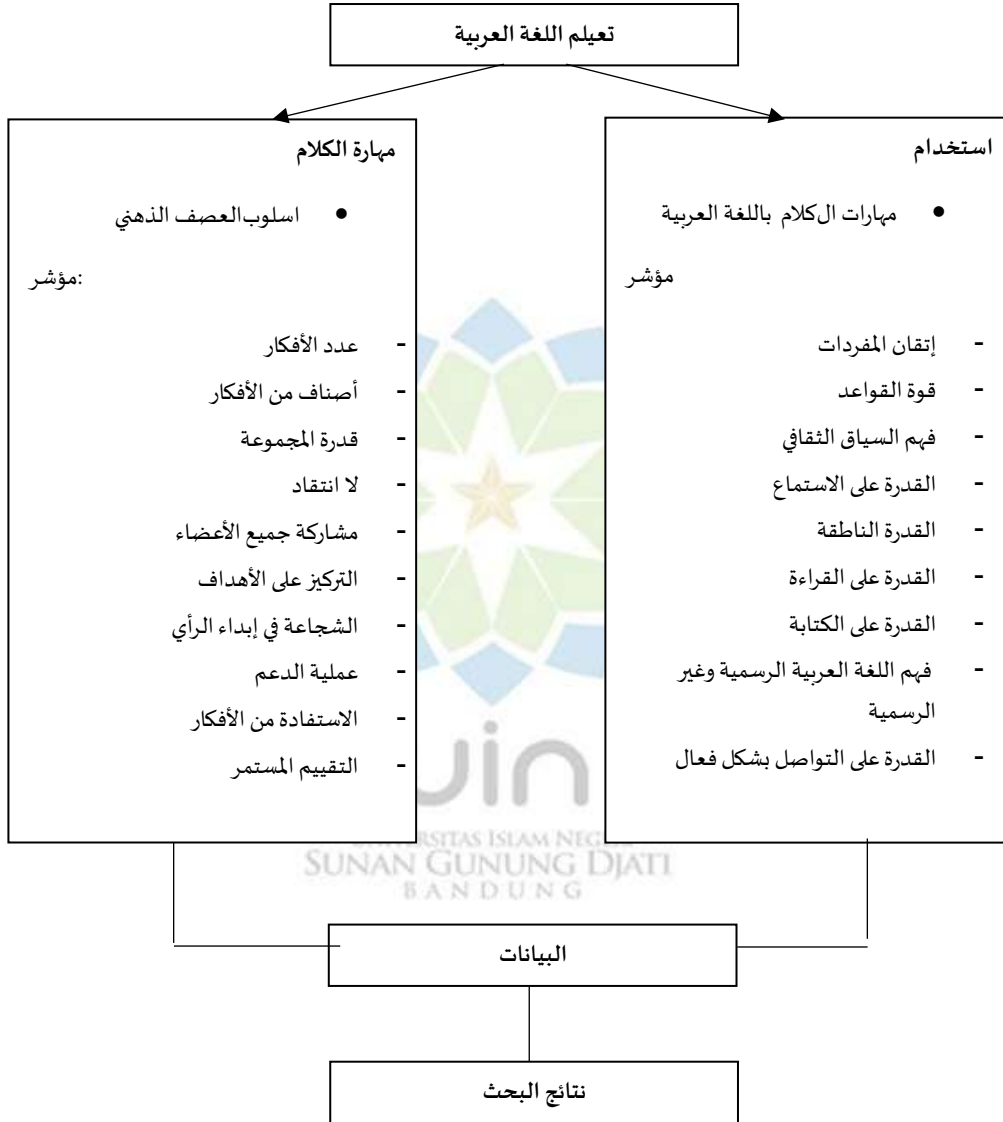 تعيلم اللغة العربية
استخدام
• مهارات الكلام باللغة العربية
مؤشر
- إتقان المفردات
- قوة القواعد
- فهم السياق الثقافي
- القدرة على الاستماع
- القدرة الناطقة
- القدرة على القراءة
- القدرة على الكتابة
- فهم اللغة العربية الرسمية وغير
الرسمية
- القدرة على التواصل بشكل فعال
مهارة الكلام
• اسلوب العصف الذهني
مؤشر:
- عدد الأفكار
- أصناف من الأفكار
- قدرة المجموعة
- لا انتقاد
- مشاركة جميع الأعضاء
- التركيز على الأهداف
- الشجاعة في إبداء الرأي
- عملية الدعم
- الاستفادة من الأفكار
- التقييم المستمر
uin
SUNAN GUNUNG DJATI
BANDUNG
البيانات
نتائج البحث